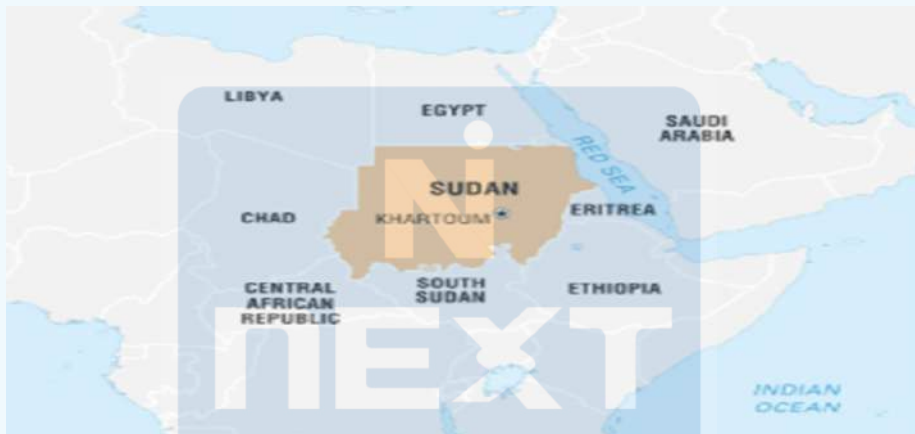 LIBYA
EGYPT
SAUDI
ARABIA
RED SEA
SUDAN
KHARTOUM
CHAD
ERITREA
CENTRAL
AFRICAN
REPUBLIC
SOUTH
SUDAN
ETHIOPIA
N
NEXT
INDIAN
OCEAN